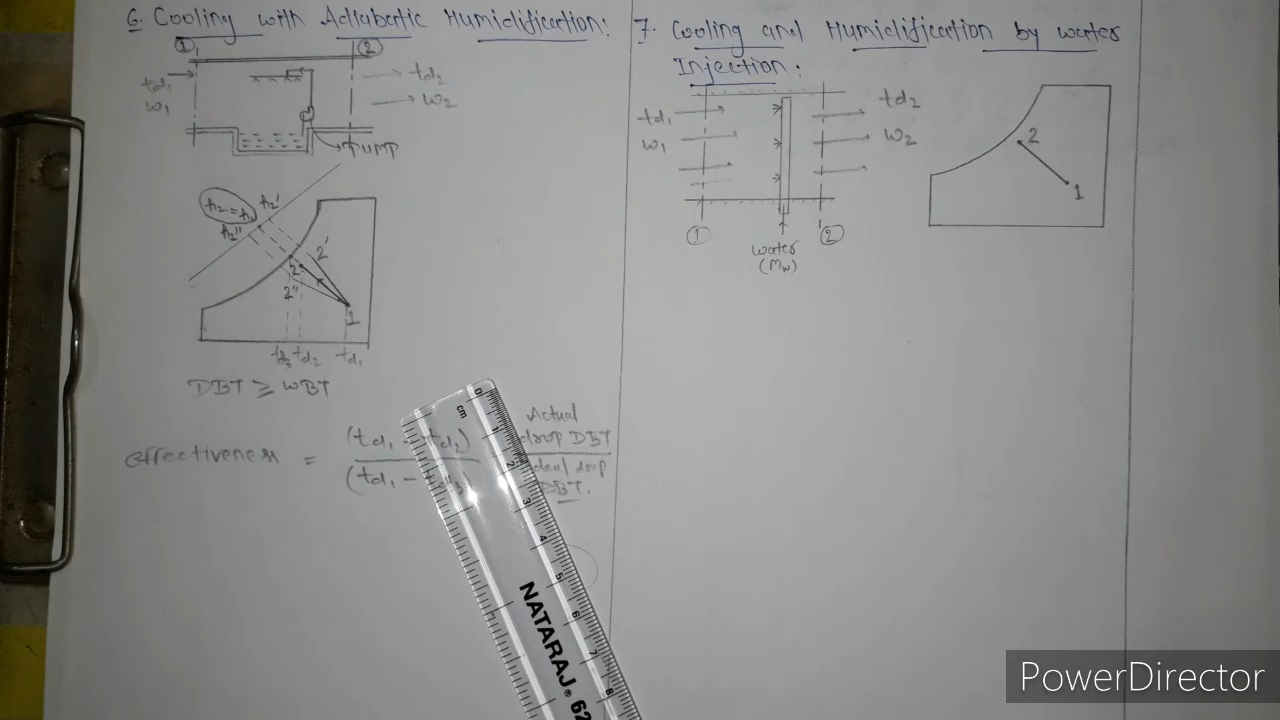 6. Cooling with Adiabatic Humidification:
① ②
td₁ td₂
W₁ W₂
PUMP
h₂=h₁ h₂'
h₂''
2'
2
2''
1
td₃ td₂ td₁
DBT ≥ WBT
effectiveness = (td₁ - td₂) Actual drop DBT
(td₁ - drop
DBT.
7. Cooling and Humidification by water
Injection:
td₁ td₂
W₁ W₂
① ②
water
(Mw)
2
1
0
cm
1
2
3
4
5
6
7
8
NATARAJ® 62
PowerDirector